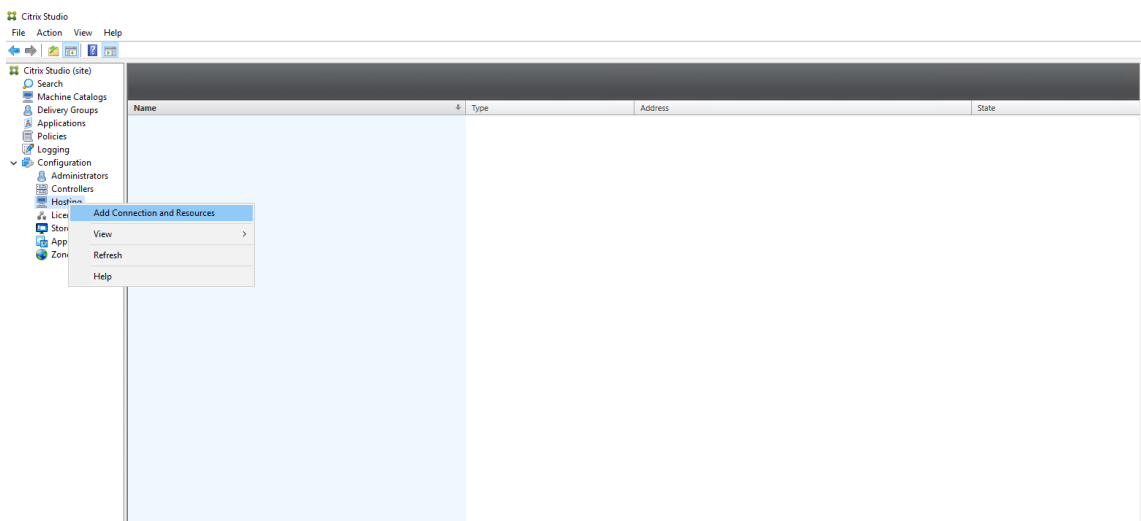 Citrix Studio
File Action View Help
Citrix Studio (site)
Search
Machine Catalogs
Delivery Groups
Applications
Policies
Logging
Configuration
Administrators
Controllers
Hosting
Name Type Address State
Add Connection and Resources
View
Refresh
Help